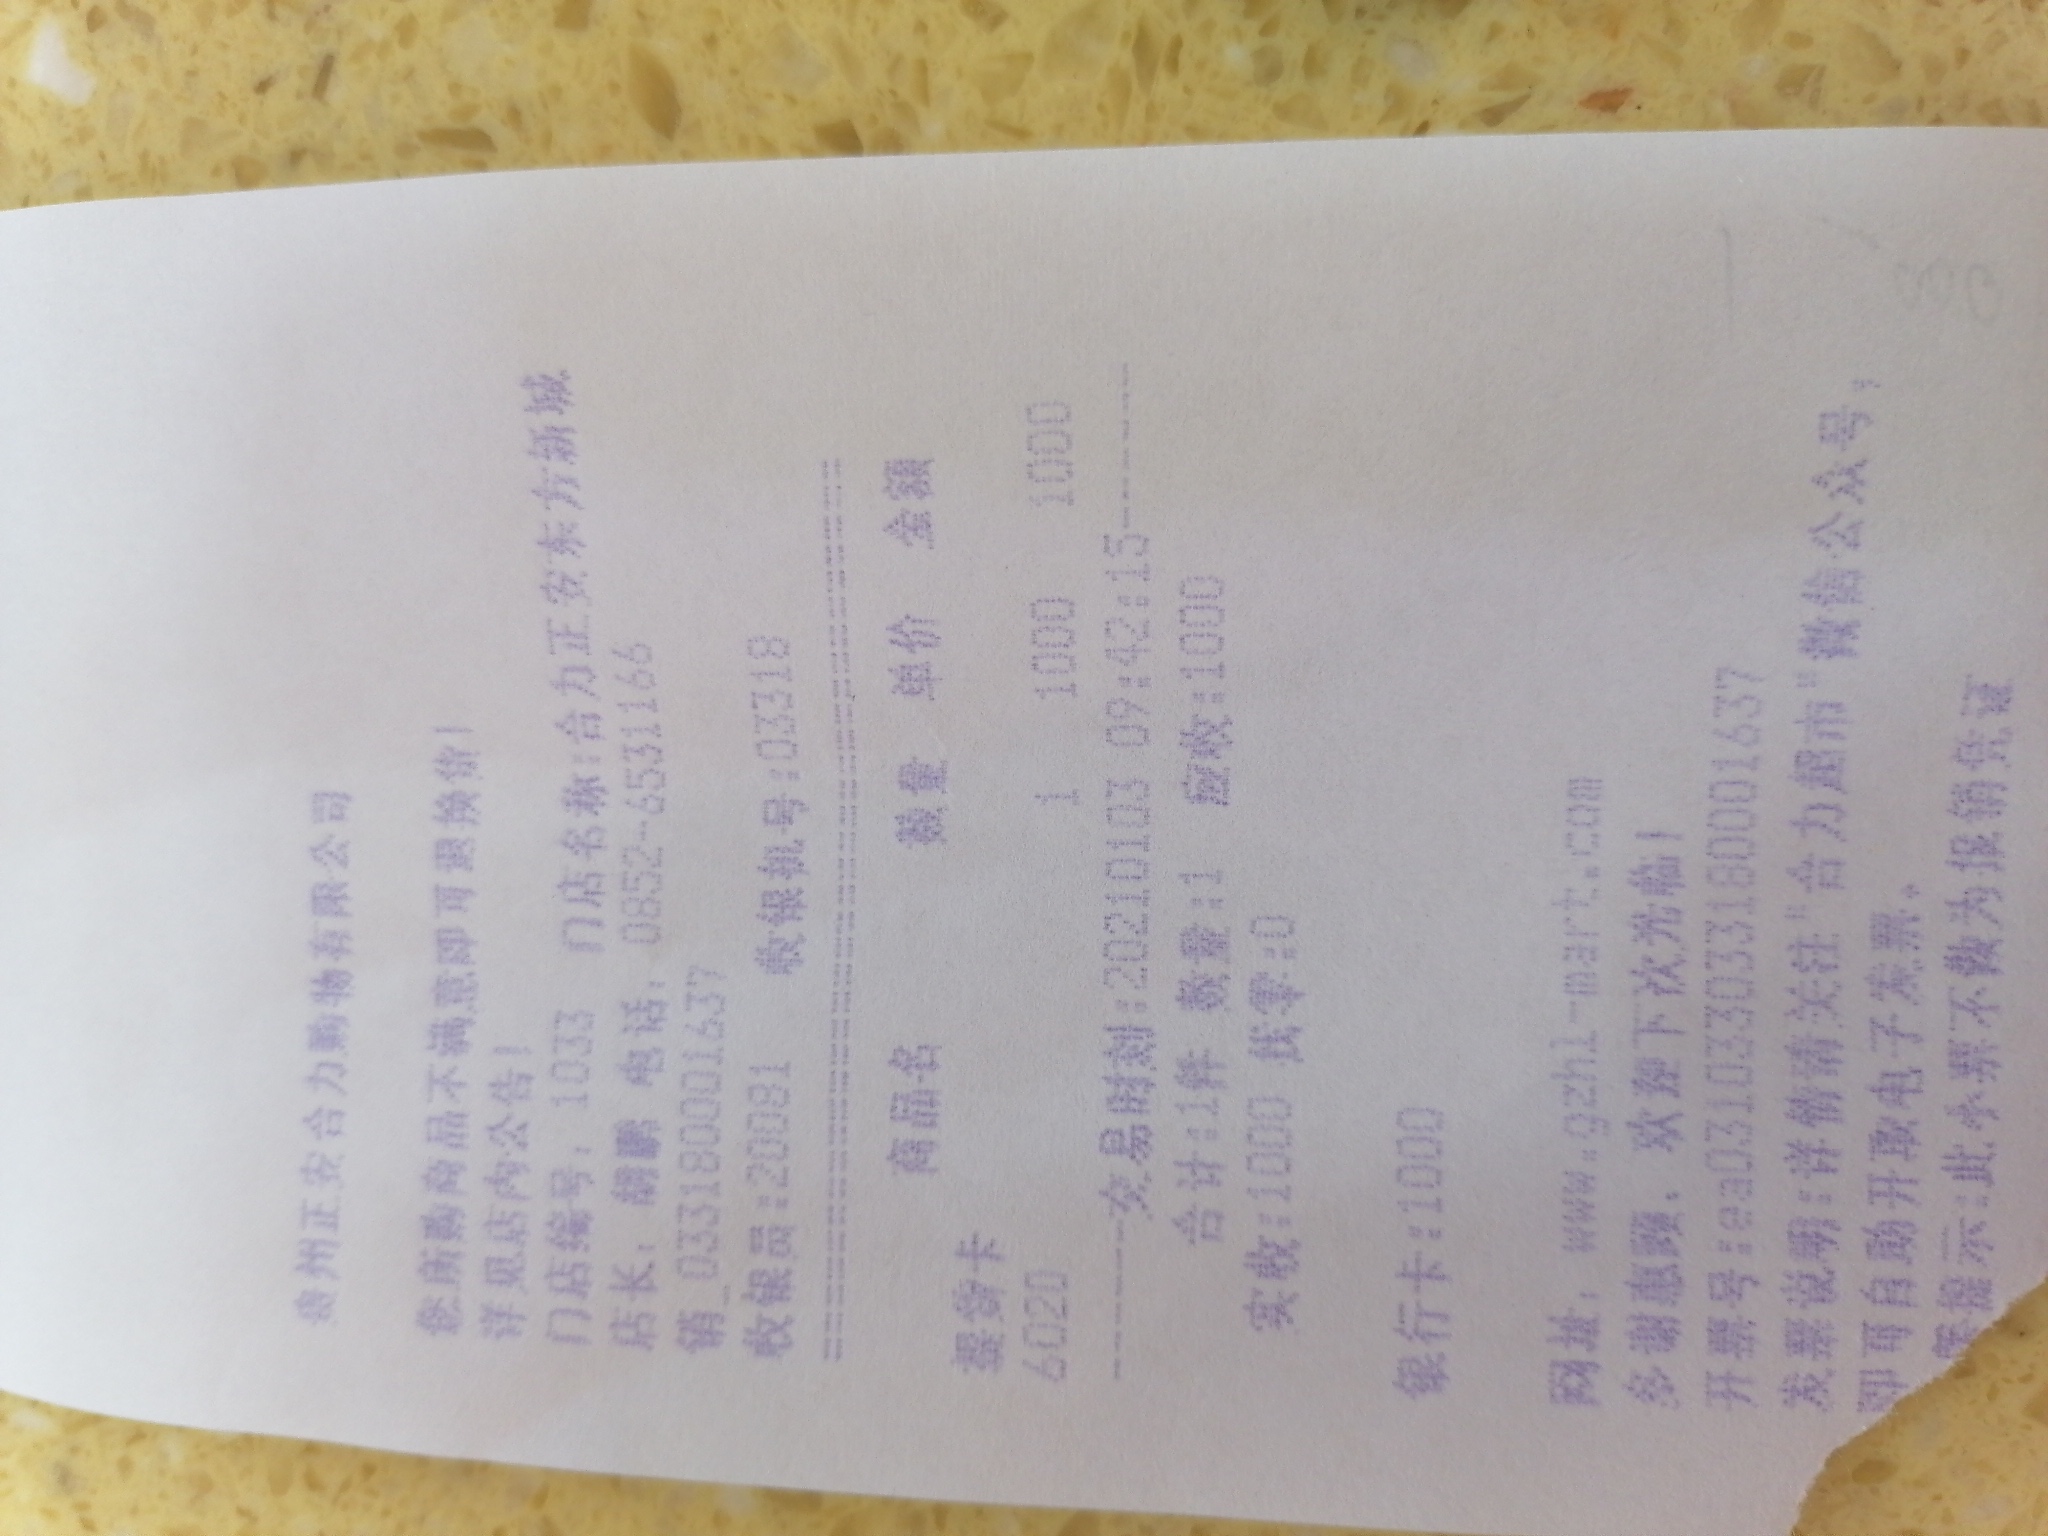 贵州正安合力购物有限公司
您所购商品不满意即可退换价!
详见店内公告!
门店编号: 1033 门店名称:合力正安东方新城
店长: 胡鹏 电话: 0852-6531166
销_033180001637
收银员:20081 收银机号:03318
==========================================
商品名 数量 单价 金额
提货卡
6020 1 1000 1000
--------交易时刻:20210103 09:42:15--------
合计:1件 数量:1 应收:1000
实收:1000 找零:0
银行卡:1000
网址: www.gzhl-mart.com
多谢惠顾、欢迎下次光临!
开票号:ea03103303318000 1637
发票说明:详情请关注"合力超市"微信公众号,
即可自助开取电子发票。
提示:此小票不做为报销凭证